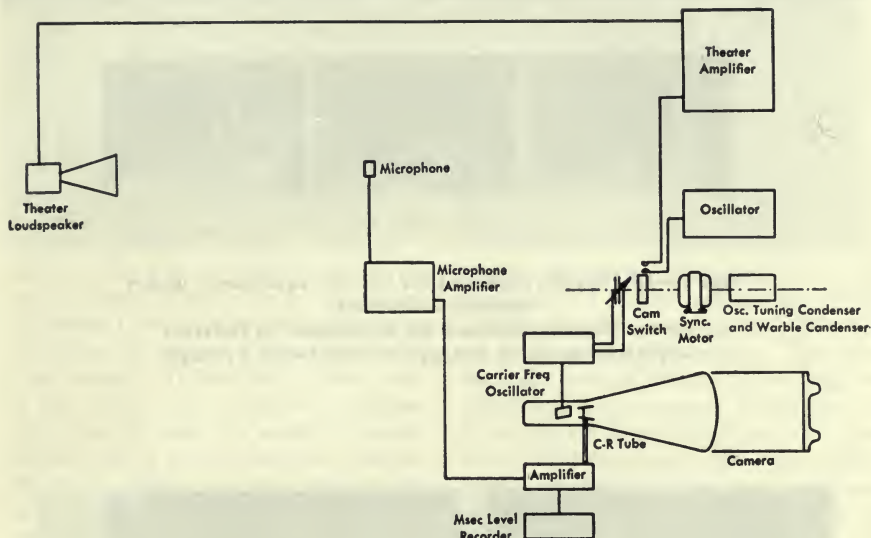 Theater
Amplifier
Theater
Loudspeaker
Microphone
Oscillator
Microphone
Amplifier
Cam
Switch
Sync.
Motor
Osc. Tuning Condenser
and Warble Candenser
Carrier Freq
Oscillator
C-R Tube
Camera
Amplifier
Msec Level
Recorder